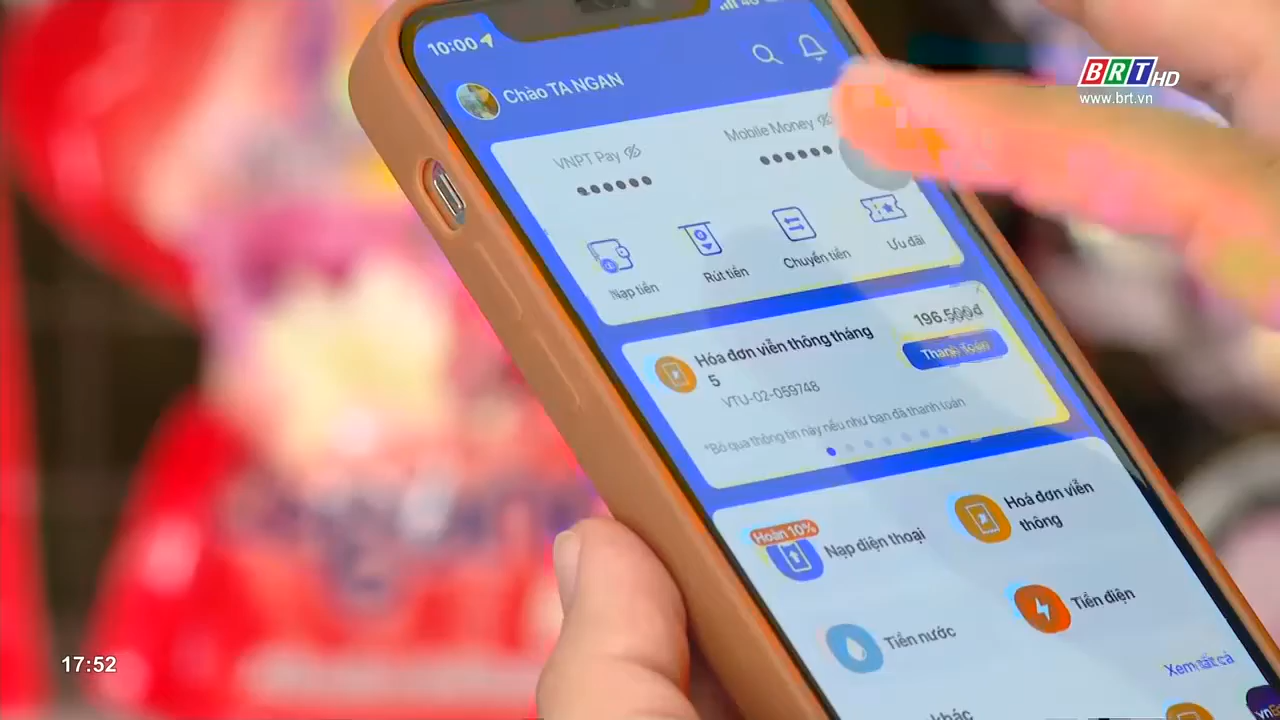 10:00
4G
BRT HD
www.brt.vn
Chào TA NGAN
VNPT Pay
Mobile Money
Nạp tiền
Rút tiền
Chuyển tiền
Ưu đãi
Hóa đơn viễn thông tháng
5
196.500đ
Thanh Toán
VTU-02-059748
*Bỏ qua thông tin này nếu như bạn đã thanh toán
Hoàn 10%
Nạp điện thoại
Hoá đơn viễn
thông
Tiền nước
Tiền điện
Xem tất cả
khác
17:52